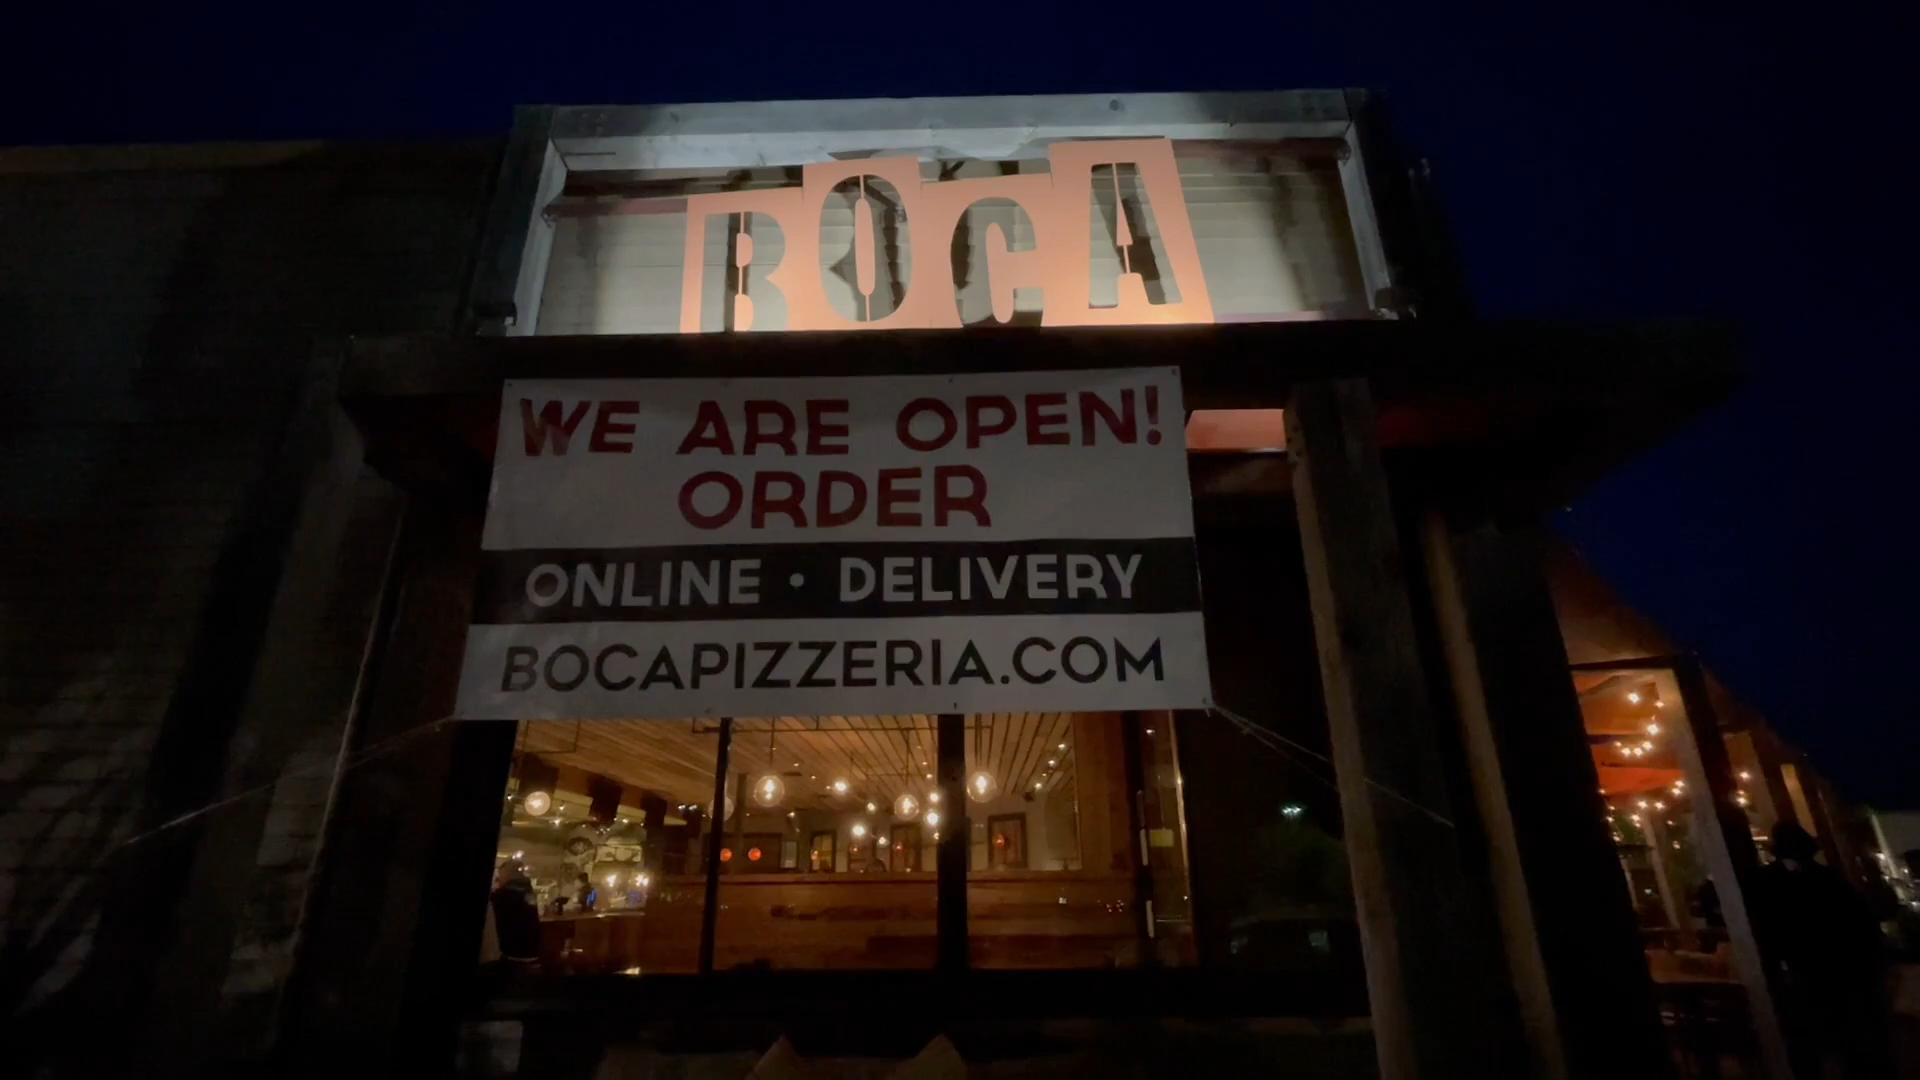 BOCA
WE ARE OPEN!
ORDER
ONLINE • DELIVERY
BOCAPIZZERIA.COM